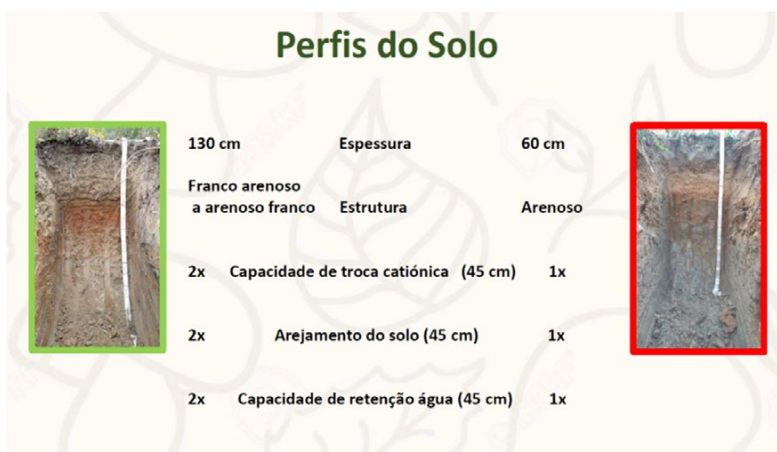 Perfis do Solo
130 cm Espessura 60 cm
Franco arenoso
a arenoso franco Estrutura Arenoso
2x Capacidade de troca catiónica (45 cm) 1x
2x Arejamento do solo (45 cm) 1x
2x Capacidade de retenção água (45 cm) 1x